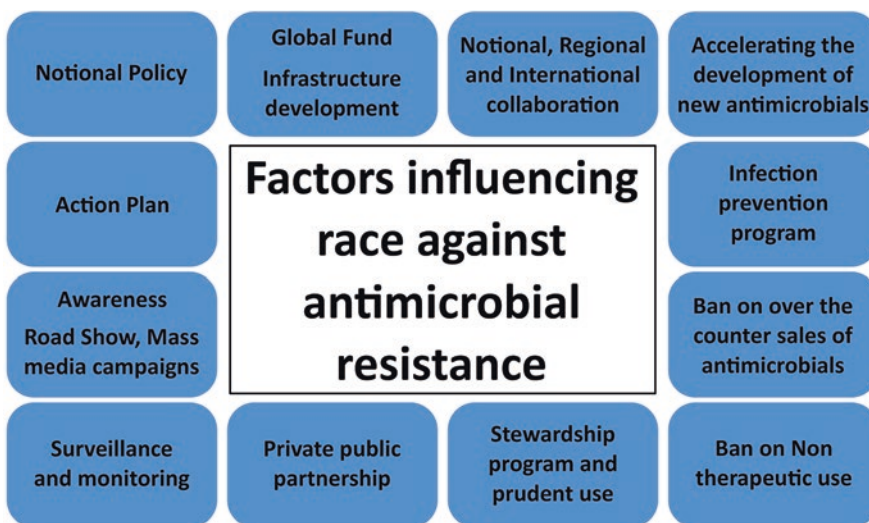 Notional Policy
Global Fund
Infrastructure
development
Notional, Regional
and International
collaboration
Accelerating the
development of
new antimicrobials
Action Plan
Factors influencing
race against
antimicrobial
resistance
Infection
prevention
program
Awareness
Road Show, Mass
media campaigns
Ban on over the
counter sales of
antimicrobials
Surveillance
and monitoring
Private public
partnership
Stewardship
program and
prudent use
Ban on Non
therapeutic use